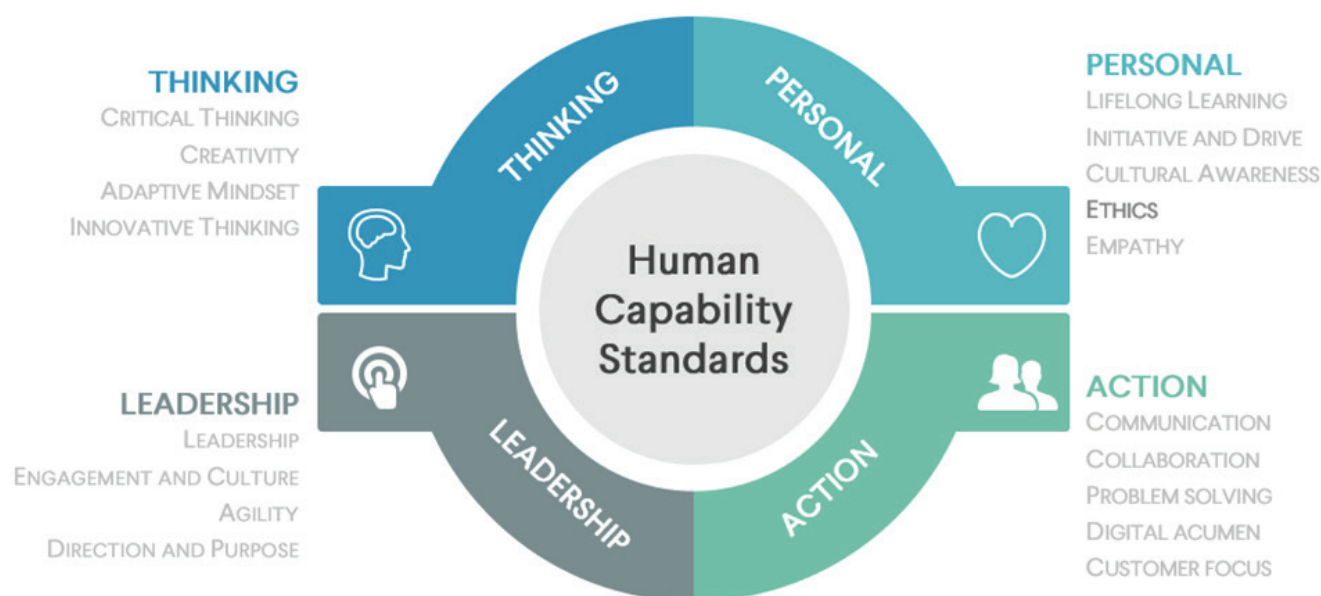 THINKING
CRITICAL THINKING
CREATIVITY
ADAPTIVE MINDSET
INNOVATIVE THINKING
LEADERSHIP
LEADERSHIP
ENGAGEMENT AND CULTURE
AGILITY
DIRECTION AND PURPOSE
THINKING
PERSONAL
Human
Capability
Standards
LEADERSHIP
ACTION
PERSONAL
LIFELONG LEARNING
INITIATIVE AND DRIVE
CULTURAL AWARENESS
ETHICS
EMPATHY
ACTION
COMMUNICATION
COLLABORATION
PROBLEM SOLVING
DIGITAL ACUMEN
CUSTOMER FOCUS